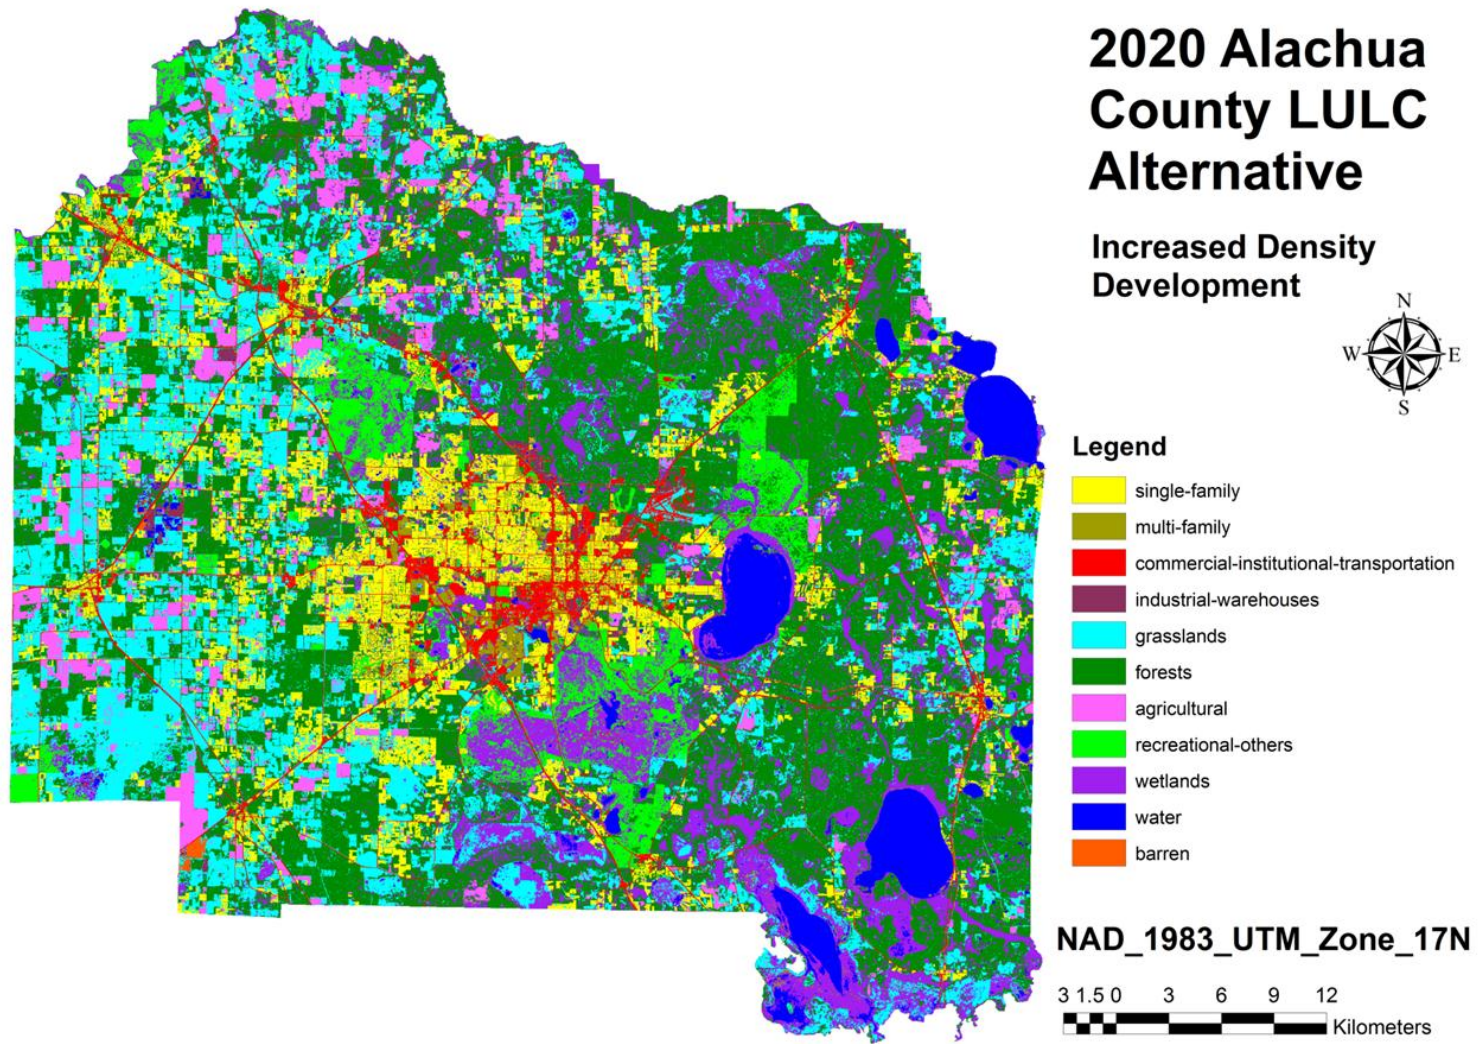 2020 Alachua
County LULC
Alternative
Increased Density
Development
N
W E
S
Legend
single-family
multi-family
commercial-institutional-transportation
industrial-warehouses
grasslands
forests
agricultural
recreational-others
wetlands
water
barren
NAD_1983_UTM_Zone_17N
3 1.5 0 3 6 9 12
Kilometers